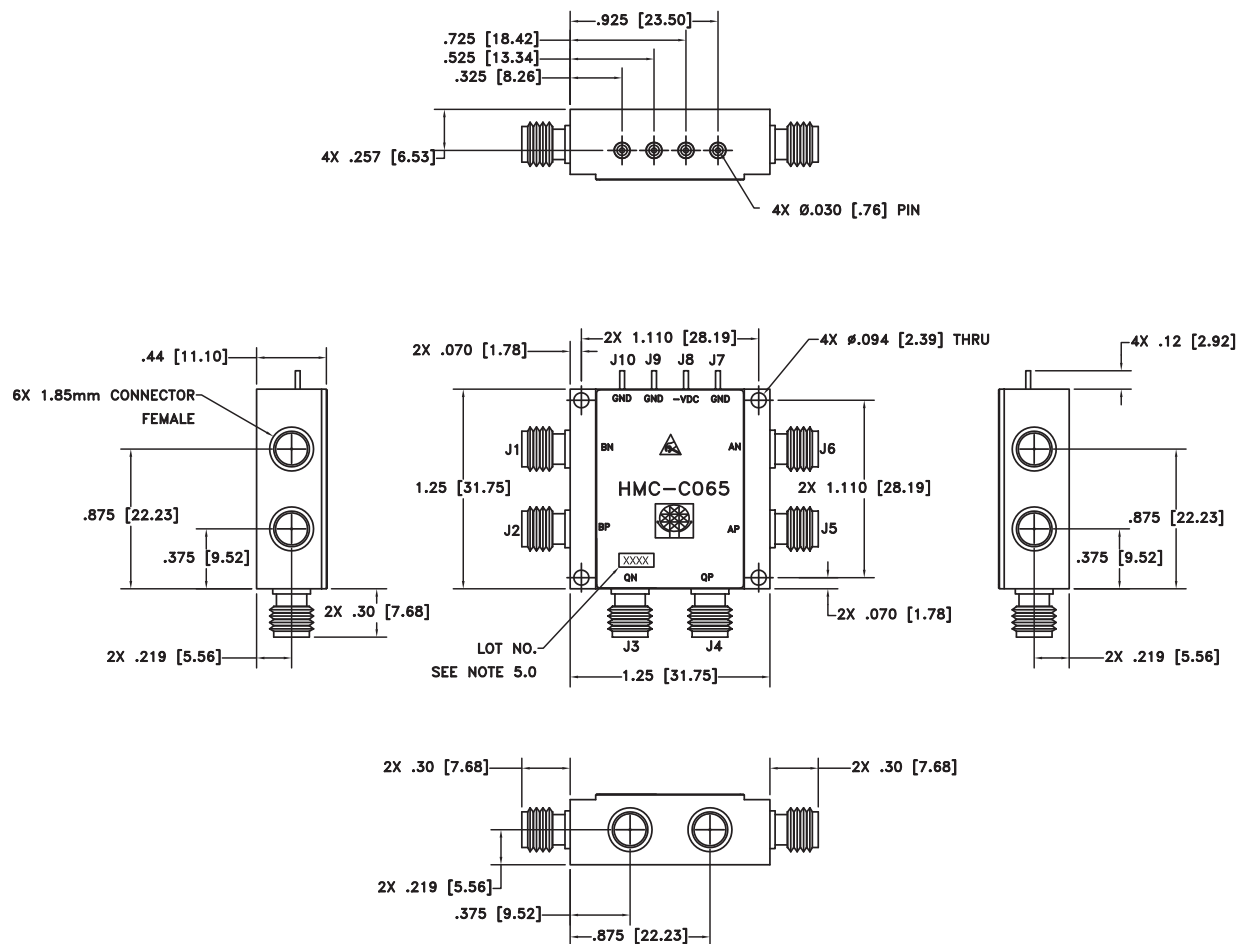 .925 [23.50]
.725 [18.42]
.525 [13.34]
.325 [8.26]
4X .257 [6.53]
4X Ø.030 [.76] PIN
2X 1.110 [28.19]
.44 [11.10]
2X .070 [1.78]
4X Ø.094 [2.39] THRU
4X .12 [2.92]
J10 J9 J8 J7
6X 1.85mm CONNECTOR
FEMALE
GND GND -VDC GND
J1 BN AN J6
1.25 [31.75]
HMC-C065
2X 1.110 [28.19]
.875 [22.23]
.875 [22.23]
J2 BP AP J5
.375 [9.52]
.375 [9.52]
XXXX
QN QP
2X .30 [7.68]
2X .070 [1.78]
LOT NO.
SEE NOTE 5.0
J3 J4
2X .219 [5.56]
2X .219 [5.56]
1.25 [31.75]
2X .30 [7.68]
2X .30 [7.68]
2X .219 [5.56]
.375 [9.52]
.875 [22.23]